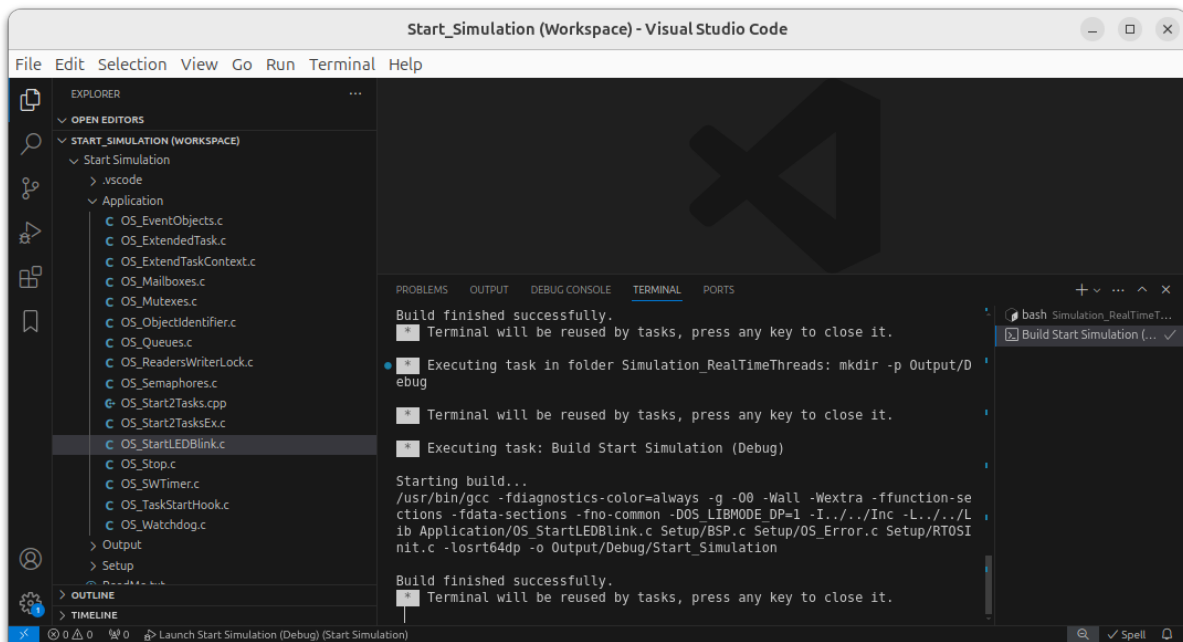 Start_Simulation (Workspace) - Visual Studio Code
File Edit Selection View Go Run Terminal Help
EXPLORER
OPEN EDITORS
START_SIMULATION (WORKSPACE)
Start Simulation
.vscode
Application
C OS_EventObjects.c
C OS_ExtendedTask.c
C OS_ExtendTaskContext.c
C OS_Mailboxes.c
C OS_Mutexes.c
C OS_ObjectIdentifier.c
C OS_Queues.c
C OS_ReadersWriterLock.c
C OS_Semaphores.c
C+ OS_Start2Tasks.cpp
C OS_Start2TasksEx.c
C OS_StartLEDBlink.c
C OS_Stop.c
C OS_SWTimer.c
C OS_TaskStartHook.c
C OS_Watchdog.c
Output
Setup
ReadMe.txt
OUTLINE
TIMELINE
PROBLEMS OUTPUT DEBUG CONSOLE TERMINAL PORTS
Build finished successfully.
* Terminal will be reused by tasks, press any key to close it.
* Executing task in folder Simulation_RealTimeThreads: mkdir -p Output/D
ebug
* Terminal will be reused by tasks, press any key to close it.
* Executing task: Build Start Simulation (Debug)
Starting build...
/usr/bin/gcc -fdiagnostics-color=always -g -O0 -Wall -Wextra -ffunction-se
ctions -fdata-sections -fno-common -DOS_LIBMODE_DP=1 -I../../Inc -L../../L
ib Application/OS_StartLEDBlink.c Setup/BSP.c Setup/OS_Error.c Setup/RTOSI
nit.c -losrt64dp -o Output/Debug/Start_Simulation
Build finished successfully.
* Terminal will be reused by tasks, press any key to close it.
bash Simulation_RealTimeT...
Build Start Simulation (...
1
0 0 0 Launch Start Simulation (Debug) (Start Simulation)
Spell